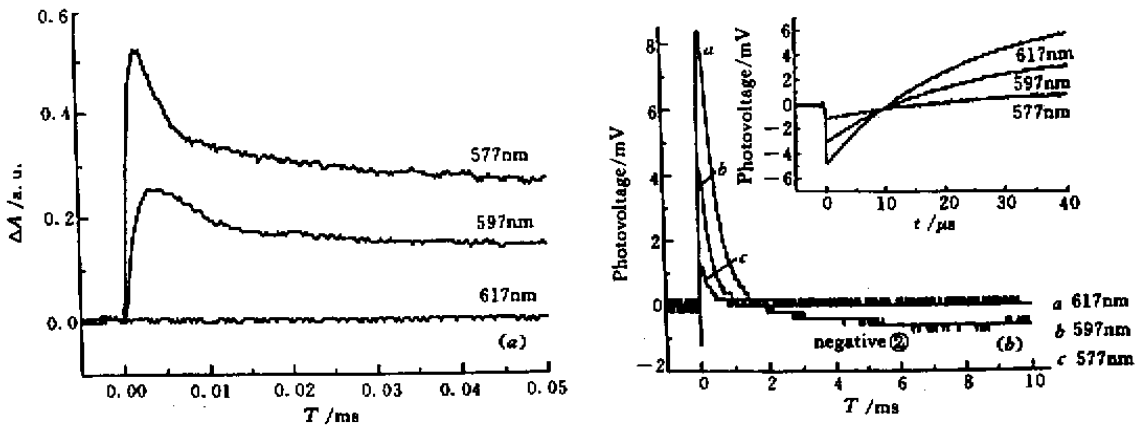 0.6
0.4
0.2
0.0
ΔA /a. u.
577nm
597nm
617nm
(a)
0.00 0.01 0.02 0.03 0.04 0.05
T /ms
8
6
4
2
0
−2
Photovoltage/mV
a
b
c
6
4
2
0
−2
−4
−6
Photovoltage/mV
617nm
597nm
577nm
0 10 20 30 40
t /μs
negative ②
(b)
a 617nm
b 597nm
c 577nm
0 2 4 6 8 10
T /ms